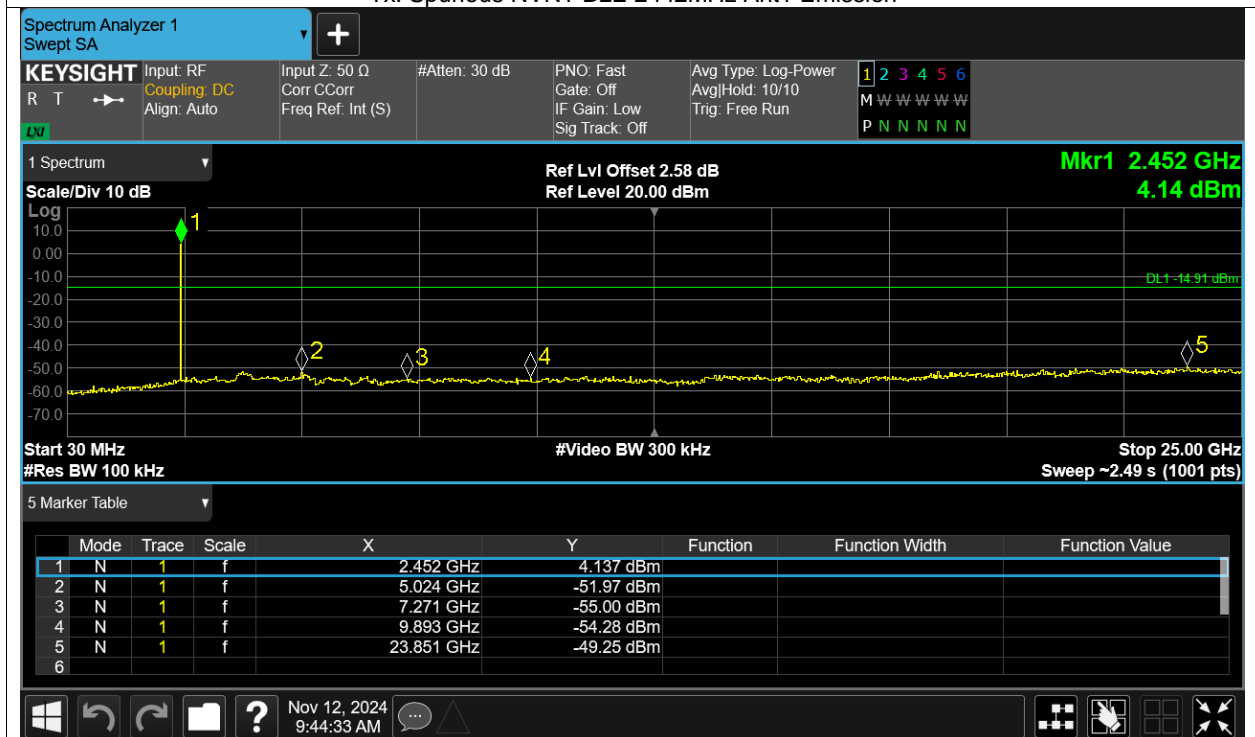 Spectrum Analyzer 1
Swept SA
+
KEYSIGHT
R T
LXI
Input: RF
Coupling: DC
Align: Auto
Input Z: 50 Ω
Corr CCorr
Freq Ref: Int (S)
#Atten: 30 dB
PNO: Fast
Gate: Off
IF Gain: Low
Sig Track: Off
Avg Type: Log-Power
Avg|Hold: 10/10
Trig: Free Run
1 2 3 4 5 6
M W W W W W
P N N N N N
1 Spectrum
Scale/Div 10 dB
Ref Lvl Offset 2.58 dB
Ref Level 20.00 dBm
Mkr1 2.452 GHz
4.14 dBm
Log
10.0
0.00
-10.0
-20.0
-30.0
-40.0
-50.0
-60.0
-70.0
1
2
3
4
5
DL1 -14.91 dBm
Start 30 MHz
#Res BW 100 kHz
#Video BW 300 kHz
Stop 25.00 GHz
Sweep ~2.49 s (1001 pts)
5 Marker Table
Mode Trace Scale X Y Function Function Width Function Value
1 N 1 f 2.452 GHz 4.137 dBm
2 N 1 f 5.024 GHz -51.97 dBm
3 N 1 f 7.271 GHz -55.00 dBm
4 N 1 f 9.893 GHz -54.28 dBm
5 N 1 f 23.851 GHz -49.25 dBm
6
?
Nov 12, 2024
9:44:33 AM